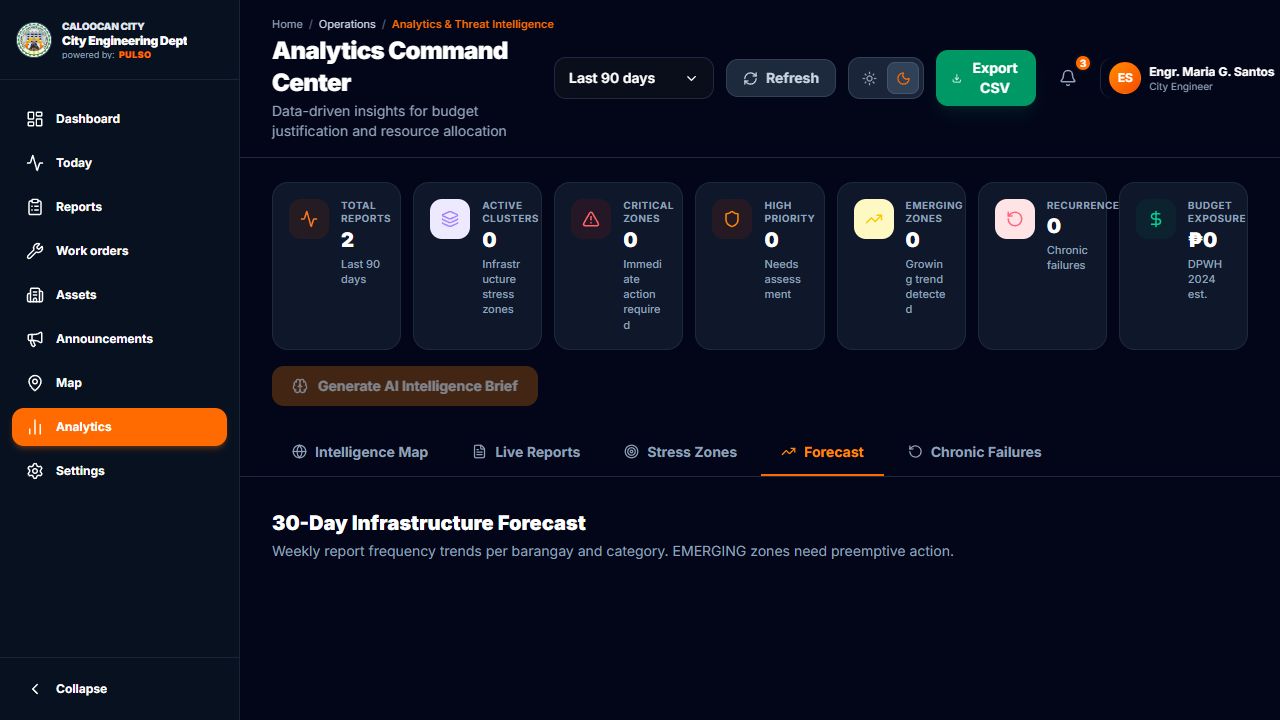 CALOOCAN CITY
City Engineering Dept
powered by: PULSO
Dashboard
Today
Reports
Work orders
Assets
Announcements
Map
Analytics
Settings
Collapse
Home / Operations / Analytics & Threat Intelligence
Analytics Command
Center
Data-driven insights for budget
justification and resource allocation
Last 90 days
Refresh
Export
CSV
3
ES
Engr. Maria G. Santos
City Engineer
TOTAL
REPORTS
2
Last 90
days
ACTIVE
CLUSTERS
0
Infrastr
ucture
stress
zones
CRITICAL
ZONES
0
Immedi
ate
action
require
d
HIGH
PRIORITY
0
Needs
assess
ment
EMERGING
ZONES
0
Growin
g trend
detecte
d
RECURRENCE
0
Chronic
failures
BUDGET
EXPOSURE
₱0
DPWH
2024
est.
Generate AI Intelligence Brief
Intelligence Map
Live Reports
Stress Zones
Forecast
Chronic Failures
30-Day Infrastructure Forecast
Weekly report frequency trends per barangay and category. EMERGING zones need preemptive action.